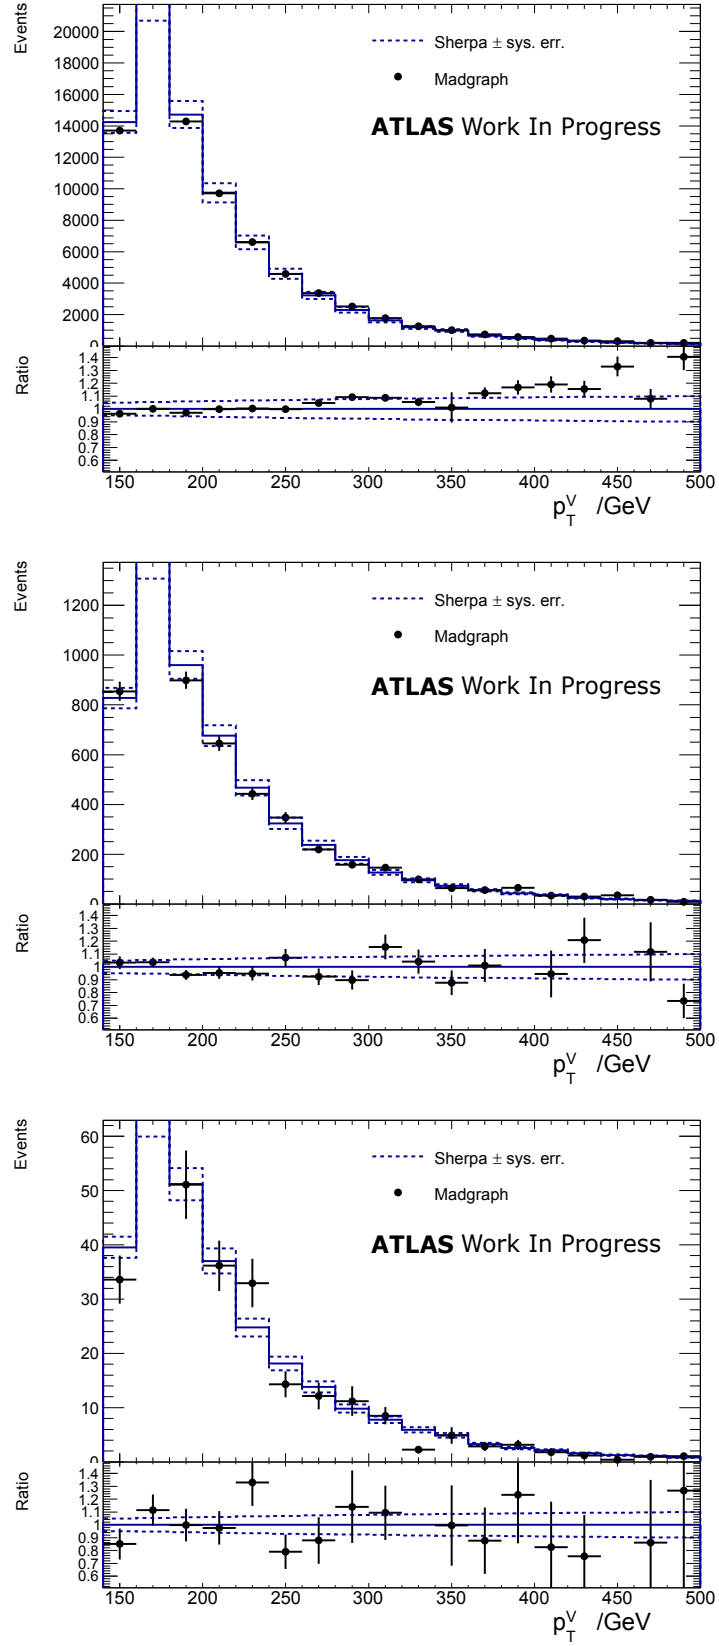 Events
20000
18000
16000
14000
12000
10000
8000
6000
4000
2000
0
Sherpa ± sys. err.
Madgraph
ATLAS Work In Progress
Ratio
1.4
1.3
1.2
1.1
1
0.9
0.8
0.7
0.6
150 200 250 300 350 400 450 500
p_T^V /GeV
Events
1200
1000
800
600
400
200
0
Sherpa ± sys. err.
Madgraph
ATLAS Work In Progress
Ratio
1.4
1.3
1.2
1.1
1
0.9
0.8
0.7
0.6
150 200 250 300 350 400 450 500
p_T^V /GeV
Events
60
50
40
30
20
10
0
Sherpa ± sys. err.
Madgraph
ATLAS Work In Progress
Ratio
1.4
1.3
1.2
1.1
1
0.9
0.8
0.7
0.6
150 200 250 300 350 400 450 500
p_T^V /GeV